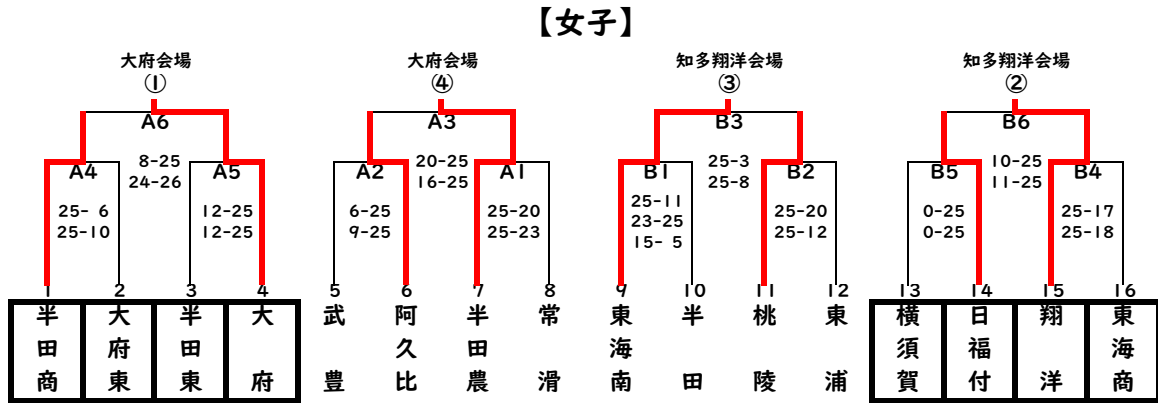 【女子】
大府会場 大府会場 知多翔洋会場 知多翔洋会場
① ④ ③ ②
A6 A3 B3 B6
8-25 20-25 25-3 10-25
24-26 16-25 25-8 11-25
A4 A5 A2 A1 B1 B2 B5 B4
25- 6 12-25 6-25 25-20 25-11 25-20 0-25 25-17
25-10 12-25 9-25 25-23 23-25 25-12 0-25 25-18
15- 5
1 2 3 4 5 6 7 8 9 10 11 12 13 14 15 16
半田商 大府東 半田東 大府 武豊 阿久比 半田農 常滑 東海南 半田 桃陵 東浦 横須賀 日福付 翔洋 東海商